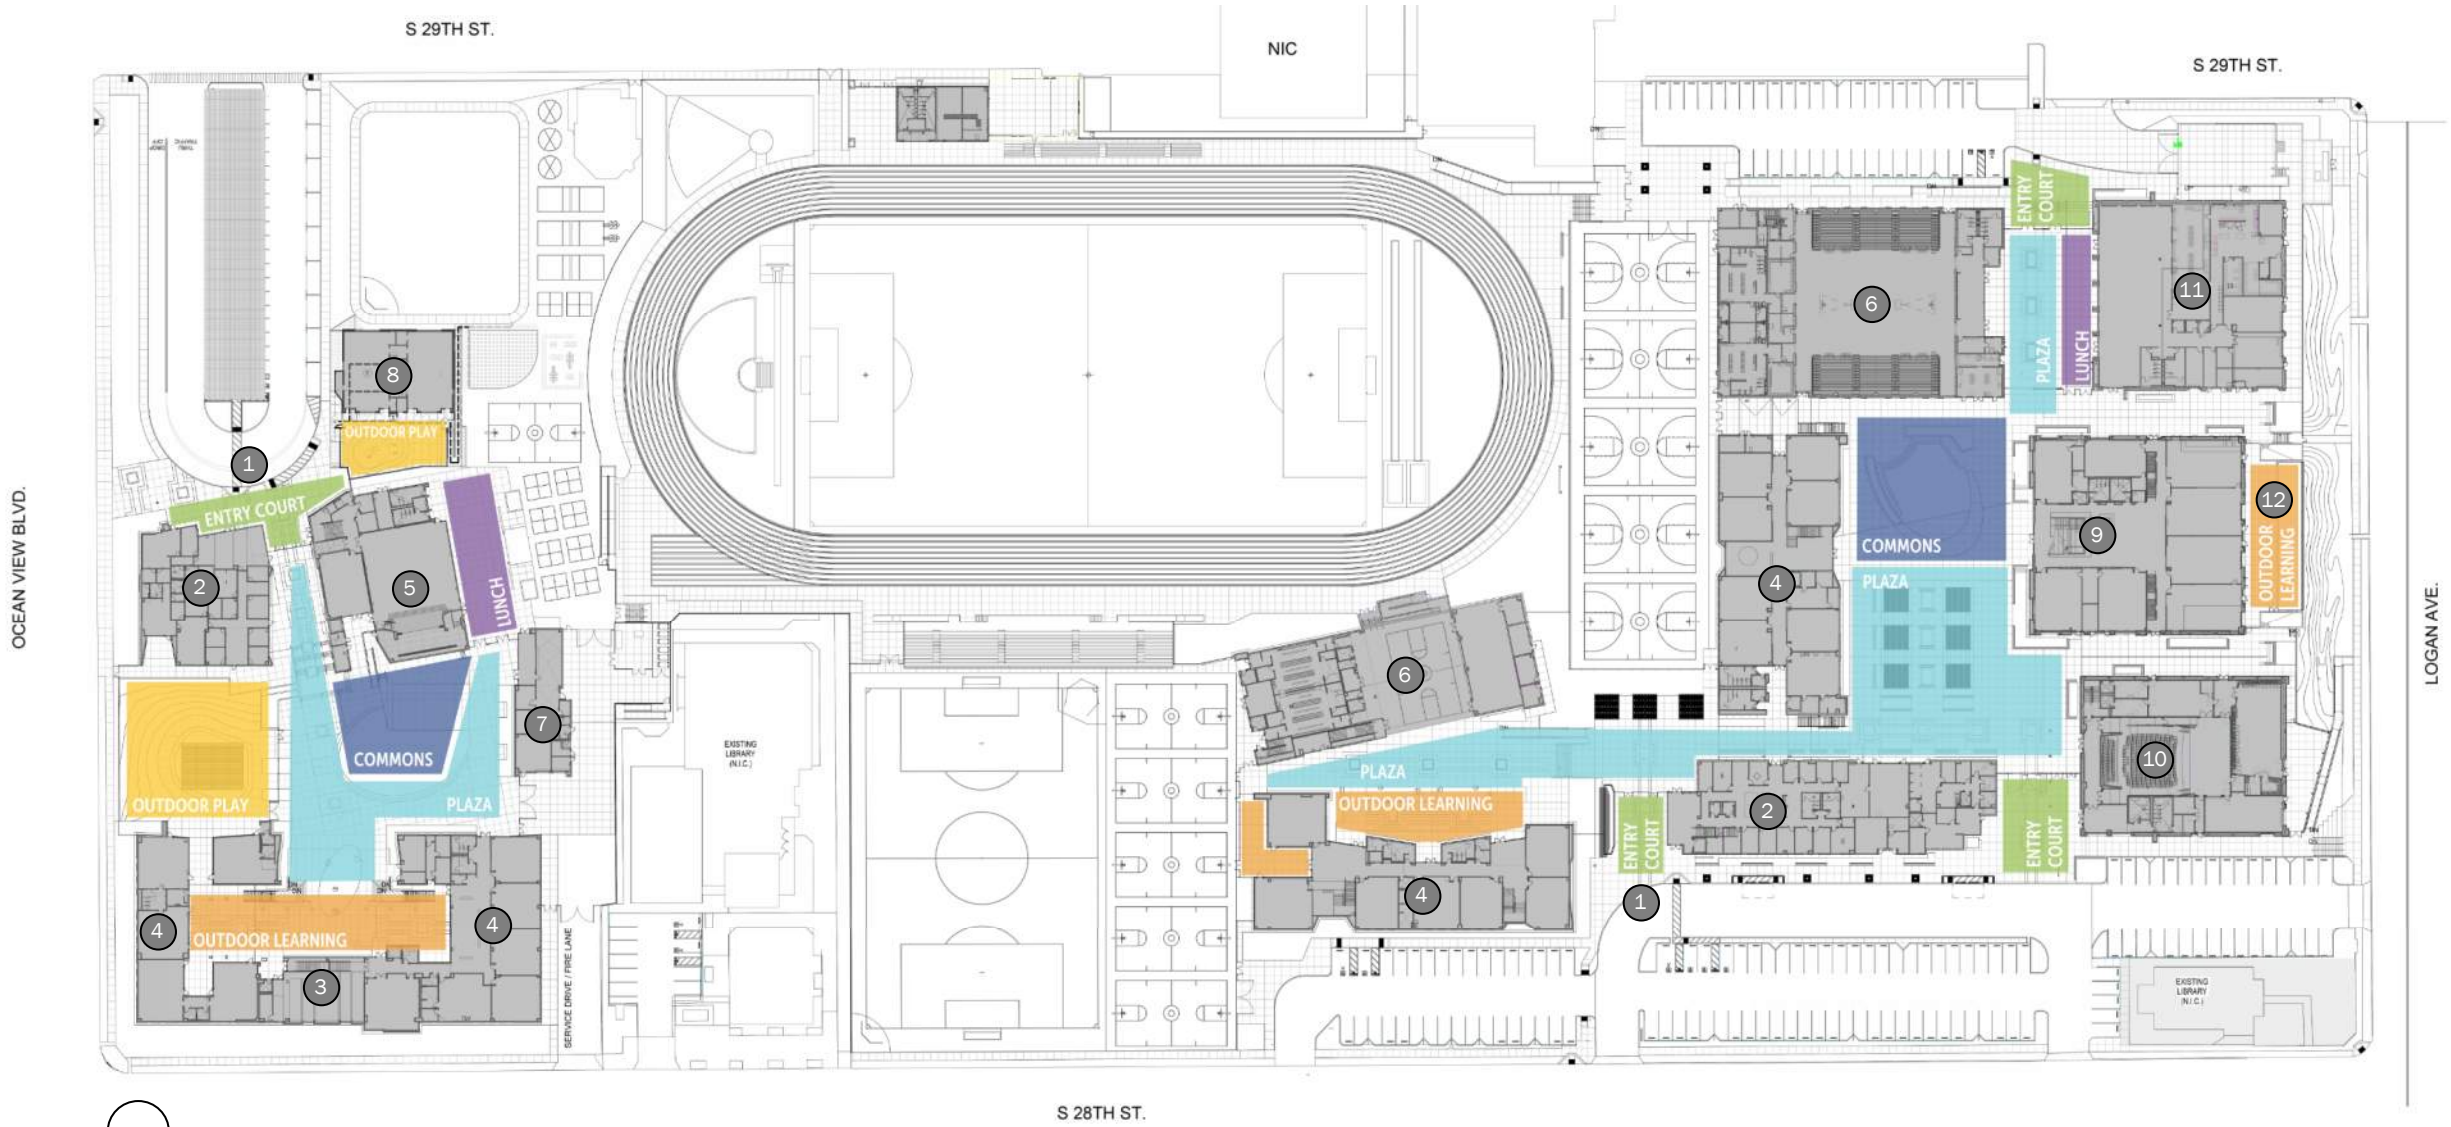 S 29TH ST.
NIC
S 29TH ST.
ENTRY
COURT
6
11
PLAZA
LUNCH
8
OUTDOOR PLAY
1
ENTRY COURT
COMMONS
12
9
OUTDOOR
LEARNING
OCEAN VIEW BLVD.
2
5
LUNCH
4
PLAZA
LOGAN AVE.
6
7
COMMONS
EXISTING
LIBRARY
(N.I.C.)
10
OUTDOOR PLAY
PLAZA
PLAZA
OUTDOOR LEARNING
2
ENTRY
COURT
ENTRY
COURT
4
4
OUTDOOR LEARNING
4
1
3
SERVICE DRIVE / FIRE LANE
EXISTING
LIBRARY
(N.I.C.)
S 28TH ST.